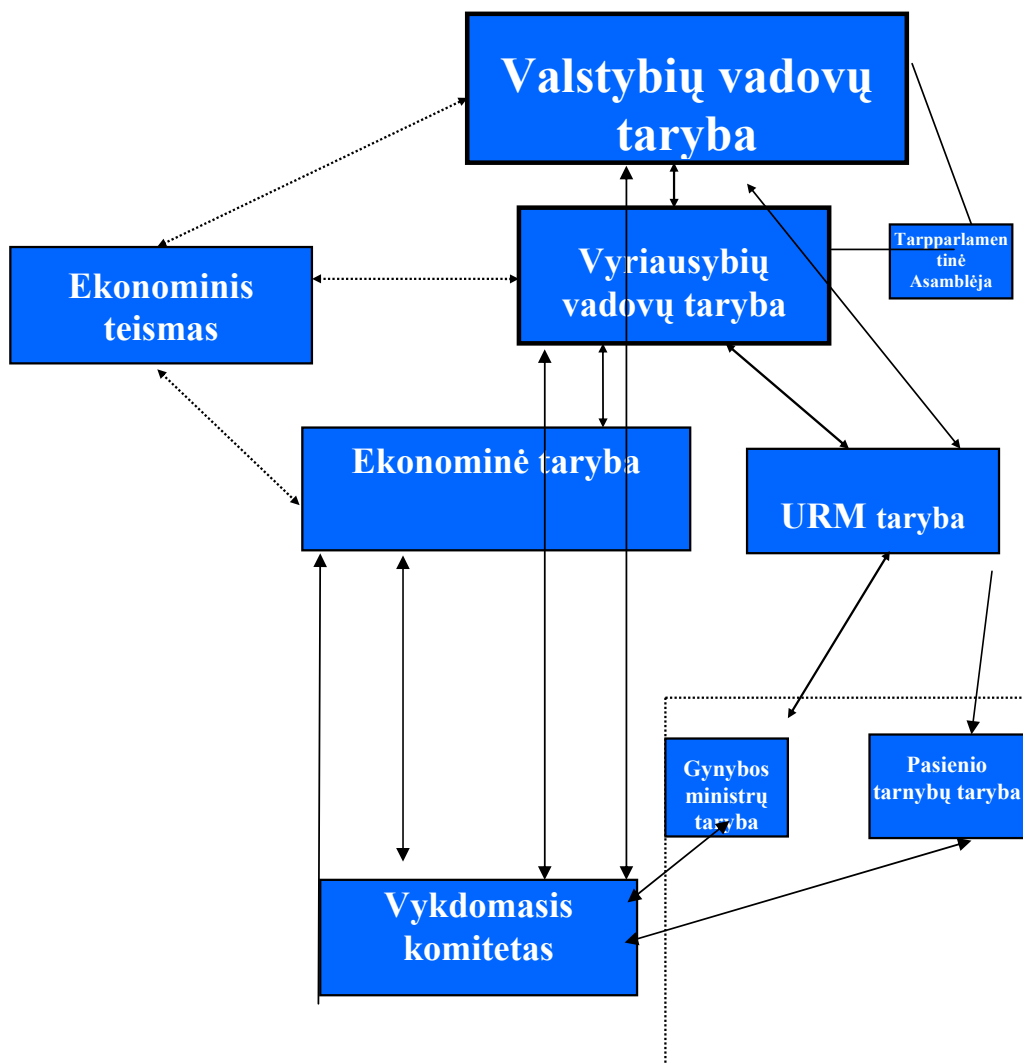 Valstybių vadovų
taryba
Tarpparlamen
tinė
Asamblėja
Vyriausybių
vadovų taryba
Ekonominis
teismas
Ekonominė taryba
URM taryba
Gynybos
ministrų
taryba
Pasienio
tarnybų taryba
Vykdomasis
komitetas